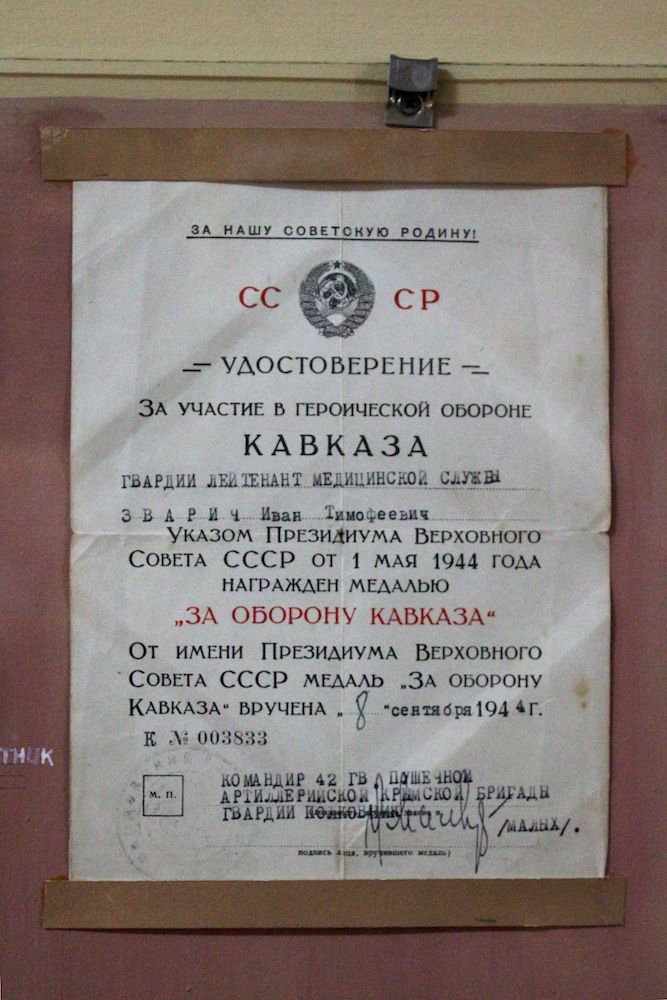 ЗА НАШУ СОВЕТСКУЮ РОДИНУ!
СС СР
УДОСТОВЕРЕНИЕ
ЗА УЧАСТИЕ В ГЕРОИЧЕСКОЙ ОБОРОНЕ
КАВКАЗА
ГВАРДИИ ЛЕЙТЕНАНТ МЕДИЦИНСКОЙ СЛУЖБЫ
ЗВАРИЧ Иван Тимофеевич
УКАЗОМ ПРЕЗИДИУМА ВЕРХОВНОГО
СОВЕТА СССР ОТ 1 МАЯ 1944 ГОДА
НАГРАЖДЕН МЕДАЛЬЮ
„ЗА ОБОРОНУ КАВКАЗА“
ОТ ИМЕНИ ПРЕЗИДИУМА ВЕРХОВНОГО
СОВЕТА СССР МЕДАЛЬ „ЗА ОБОРОНУ
КАВКАЗА“ ВРУЧЕНА „8“ сентября 1944 г.
К № 003833
М. П.
КОМАНДИР 42 ГВ ПУШЕЧНОЙ
АРТИЛЛЕРИЙСКОЙ КРЫМСКОЙ БРИГАДЫ
ГВАРДИИ ПОЛКОВНИК /МАЛЫХ/.
подпись лица, вручившего медаль)